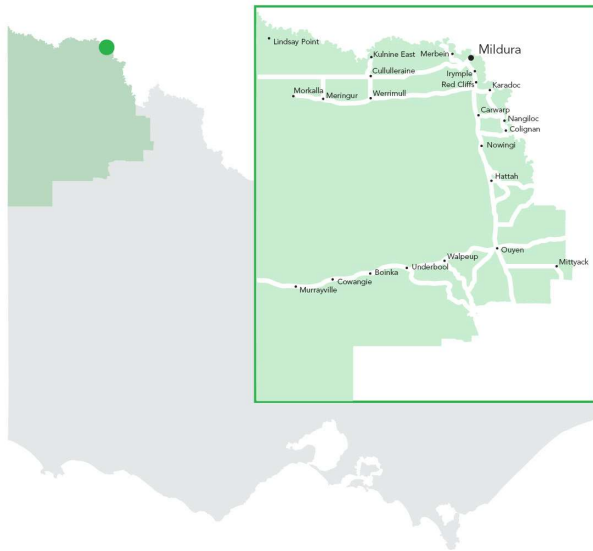 Lindsay Point
Kulnine East
Merbein
Mildura
Cullulleraine
Irymple
Red Cliffs
Karadoc
Morkalla
Meringur
Werrimull
Carwarp
Nangiloc
Colignan
Nowingi
Hattah
Ouyen
Walpeup
Underbool
Mittyack
Boinka
Cowangie
Murrayville